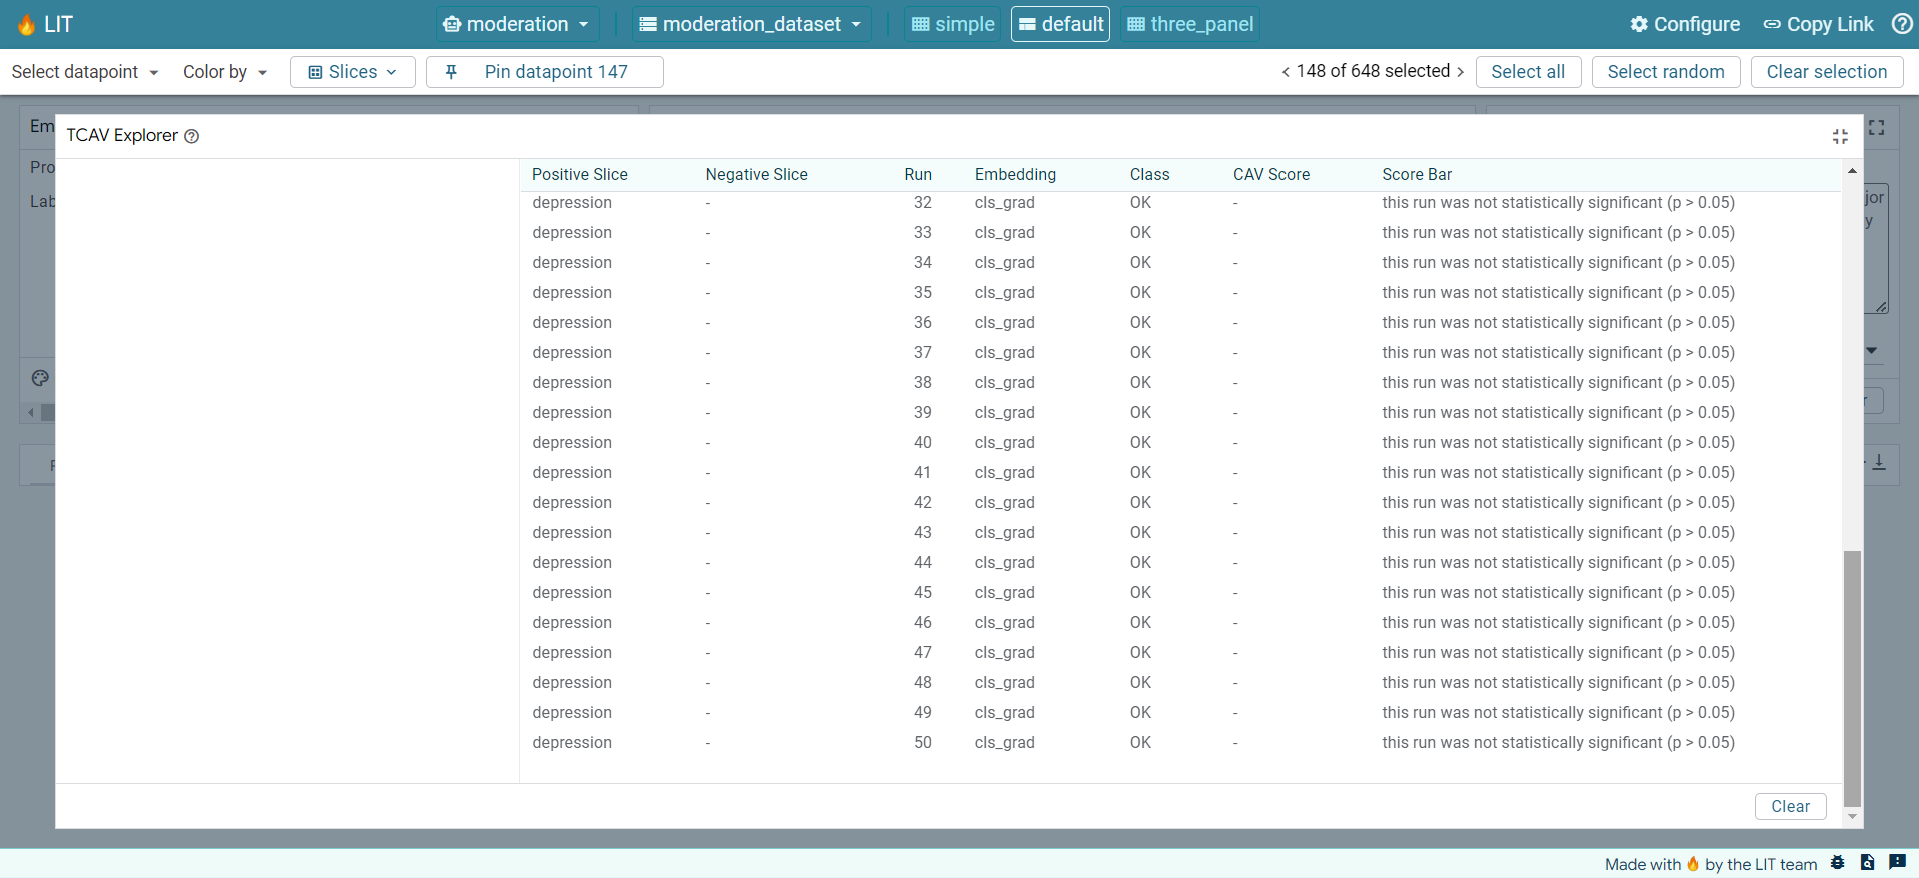 LIT moderation moderation_dataset simple default three_panel Configure Copy Link
Select datapoint Color by Slices Pin datapoint 147 < 148 of 648 selected > Select all Select random Clear selection
TCAV Explorer
Positive Slice Negative Slice Run Embedding Class CAV Score Score Bar
depression - 32 cls_grad OK - this run was not statistically significant (p > 0.05)
depression - 33 cls_grad OK - this run was not statistically significant (p > 0.05)
depression - 34 cls_grad OK - this run was not statistically significant (p > 0.05)
depression - 35 cls_grad OK - this run was not statistically significant (p > 0.05)
depression - 36 cls_grad OK - this run was not statistically significant (p > 0.05)
depression - 37 cls_grad OK - this run was not statistically significant (p > 0.05)
depression - 38 cls_grad OK - this run was not statistically significant (p > 0.05)
depression - 39 cls_grad OK - this run was not statistically significant (p > 0.05)
depression - 40 cls_grad OK - this run was not statistically significant (p > 0.05)
depression - 41 cls_grad OK - this run was not statistically significant (p > 0.05)
depression - 42 cls_grad OK - this run was not statistically significant (p > 0.05)
depression - 43 cls_grad OK - this run was not statistically significant (p > 0.05)
depression - 44 cls_grad OK - this run was not statistically significant (p > 0.05)
depression - 45 cls_grad OK - this run was not statistically significant (p > 0.05)
depression - 46 cls_grad OK - this run was not statistically significant (p > 0.05)
depression - 47 cls_grad OK - this run was not statistically significant (p > 0.05)
depression - 48 cls_grad OK - this run was not statistically significant (p > 0.05)
depression - 49 cls_grad OK - this run was not statistically significant (p > 0.05)
depression - 50 cls_grad OK - this run was not statistically significant (p > 0.05)
Clear
Em
Pro
Lab
jor
y
Made with 🔥 by the LIT team